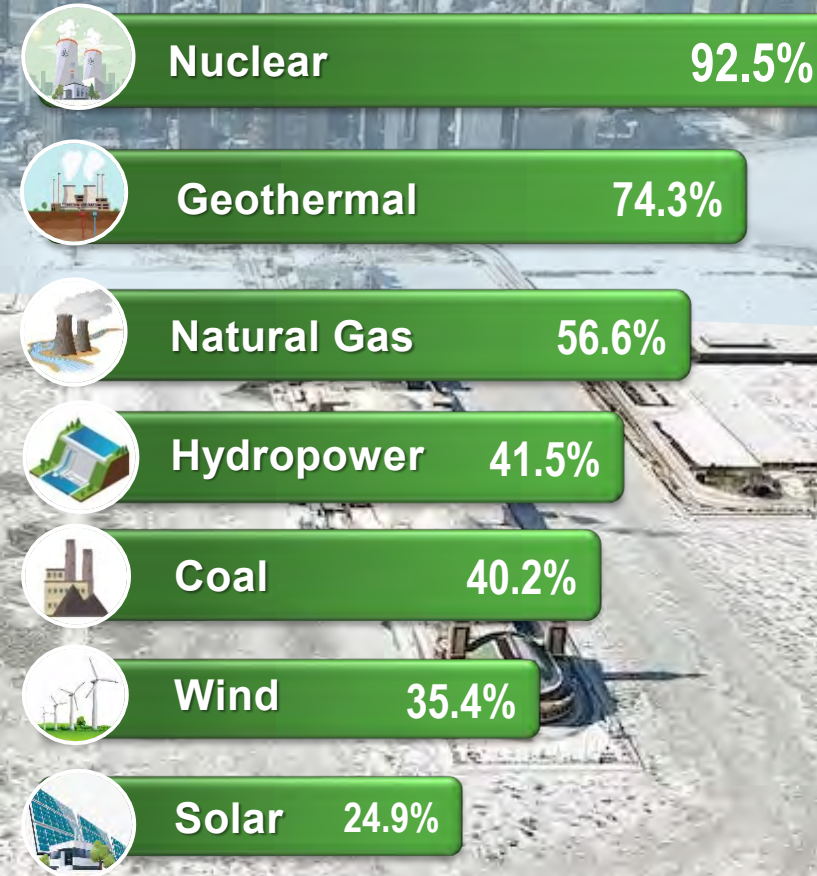 Nuclear 92.5%
Geothermal 74.3%
Natural Gas 56.6%
Hydropower 41.5%
Coal 40.2%
Wind 35.4%
Solar 24.9%